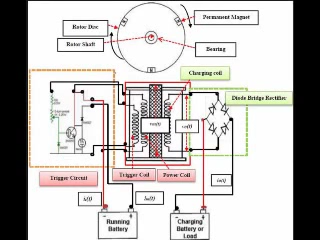 Rotor Disc
Permanent Magnet
Rotor Shaft
Bearing
Charging coil
Diode Bridge Rectifier
Trigger Circuit
Trigger Coil
Power Coil
Running
Battery
Charging
Battery or
Load